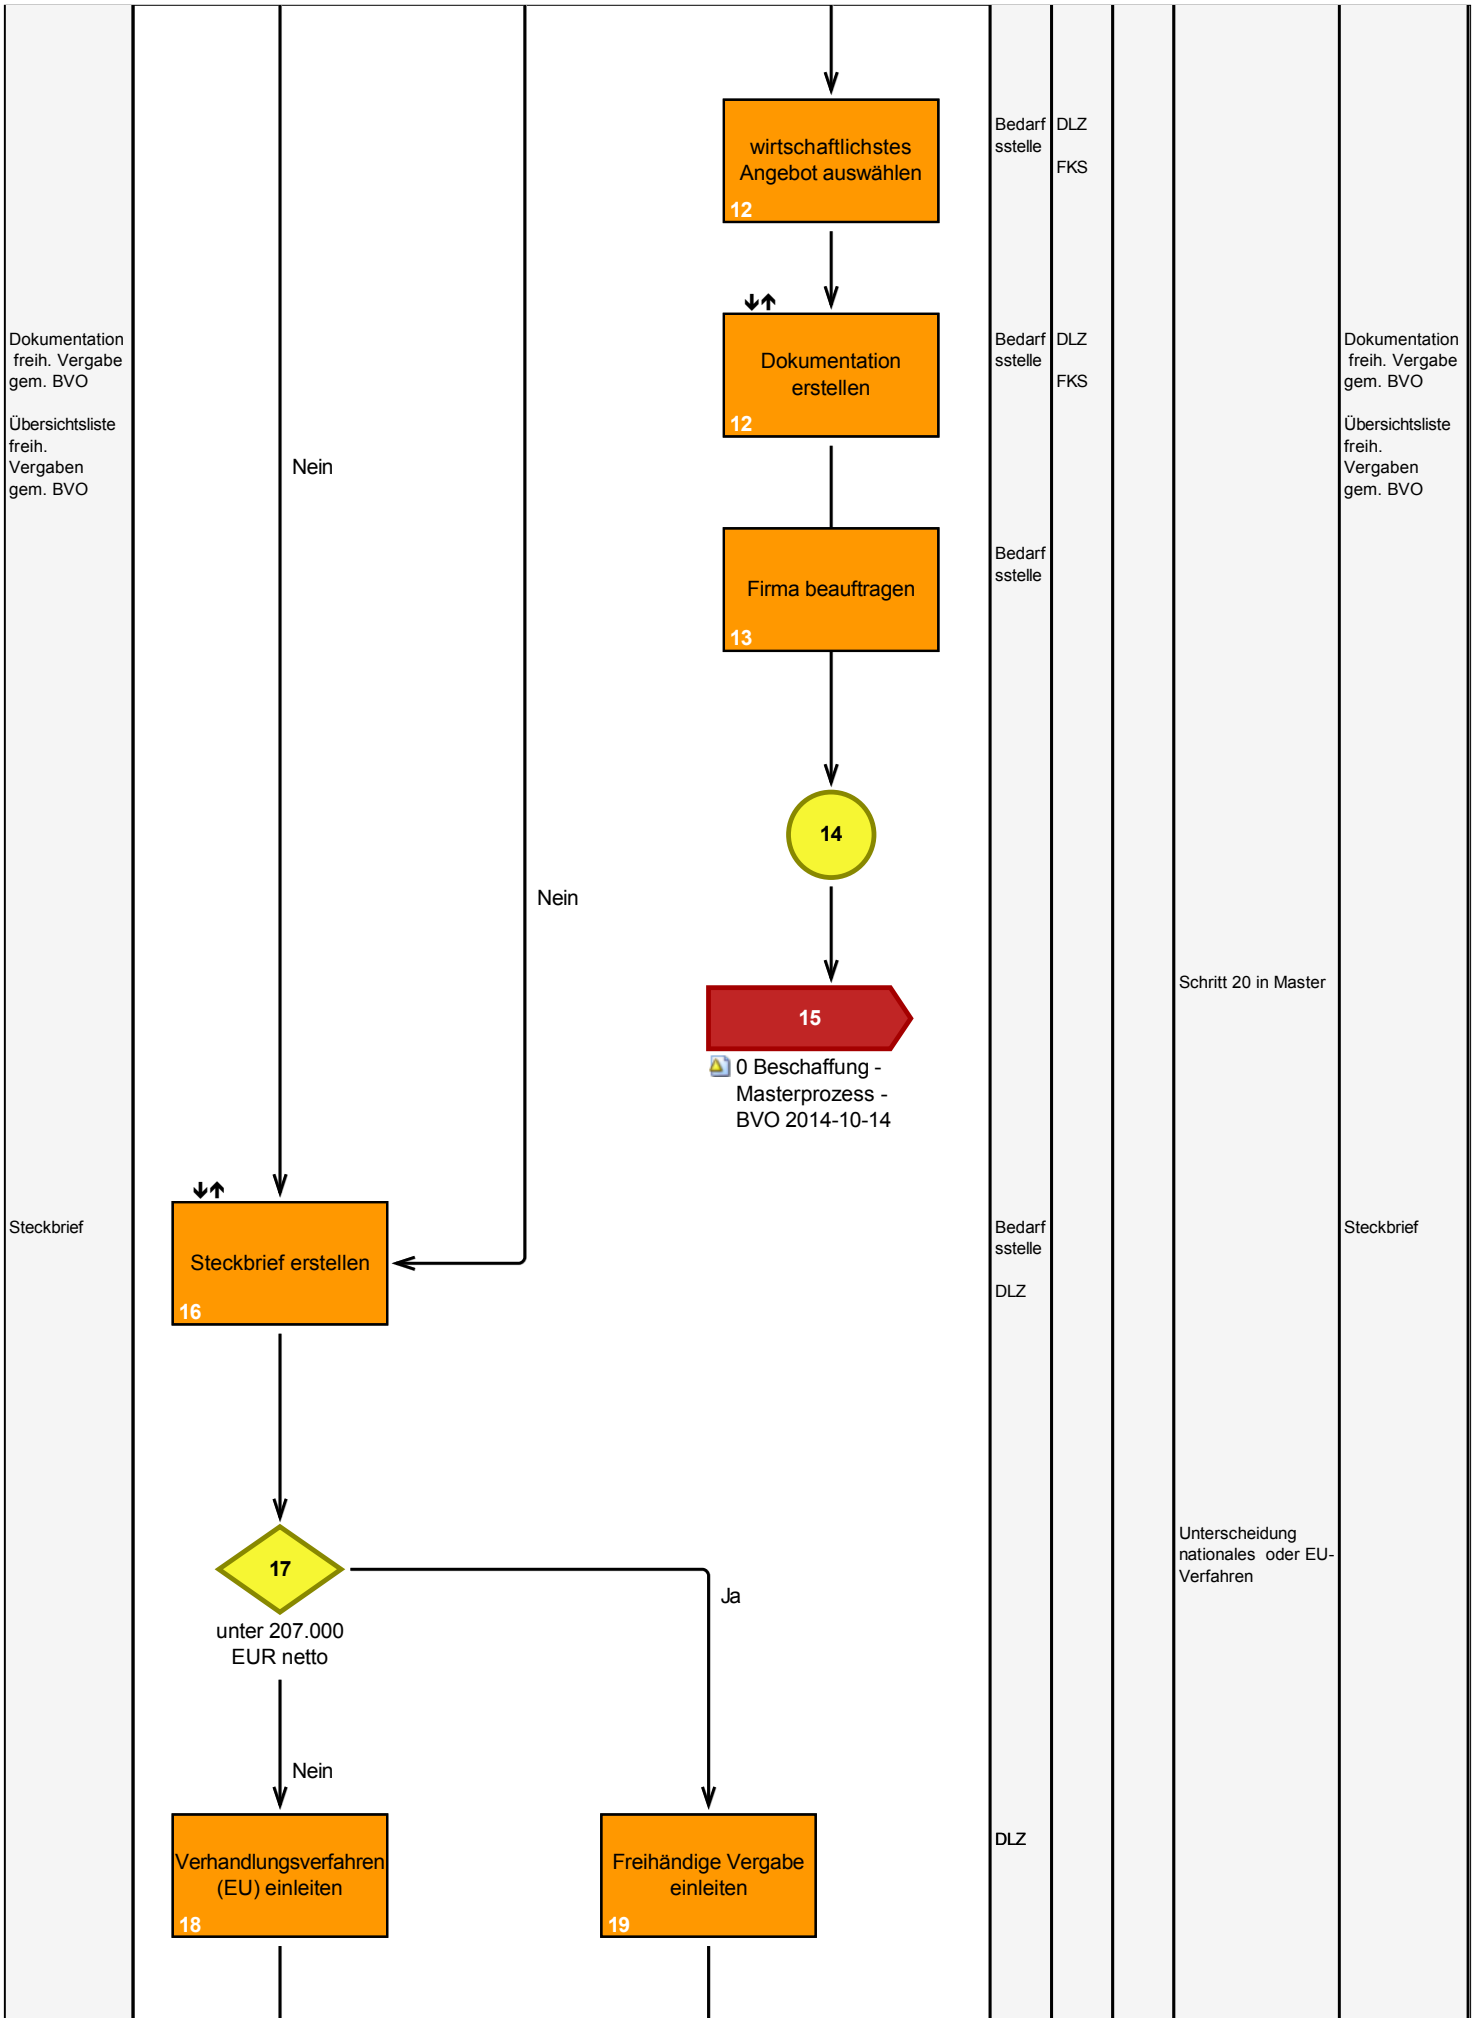 wirtschaftlichstes
Angebot auswählen
12
Bedarf
sstelle
DLZ
FKS
Dokumentation
freih. Vergabe
gem. BVO
Übersichtsliste
freih.
Vergaben
gem. BVO
Nein
Dokumentation
erstellen
12
Bedarf
sstelle
DLZ
FKS
Dokumentation
freih. Vergabe
gem. BVO
Übersichtsliste
freih.
Vergaben
gem. BVO
Firma beauftragen
13
Bedarf
sstelle
14
Nein
15
Schritt 20 in Master
0 Beschaffung -
Masterprozess -
BVO 2014-10-14
Steckbrief
Steckbrief erstellen
16
Bedarf
sstelle
DLZ
Steckbrief
17
unter 207.000
EUR netto
Ja
Unterscheidung
nationales oder EU-
Verfahren
Nein
Verhandlungsverfahren
(EU) einleiten
18
Freihändige Vergabe
einleiten
19
DLZ